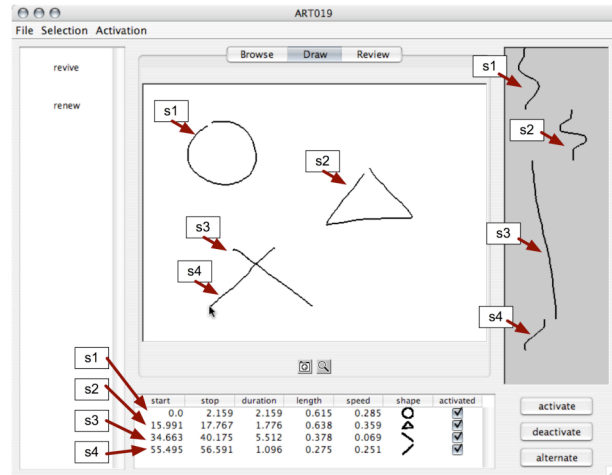 ART019
File Selection Activation
Browse Draw Review
revive
renew
s1
s2
s3
s4
s1
s2
s3
s4
s1
s2
s3
s4
start stop duration length speed shape activated
0.0 2.159 2.159 0.615 0.285
15.991 17.767 1.776 0.638 0.359
34.663 40.175 5.512 0.378 0.069
55.495 56.591 1.096 0.275 0.251
activate
deactivate
alternate